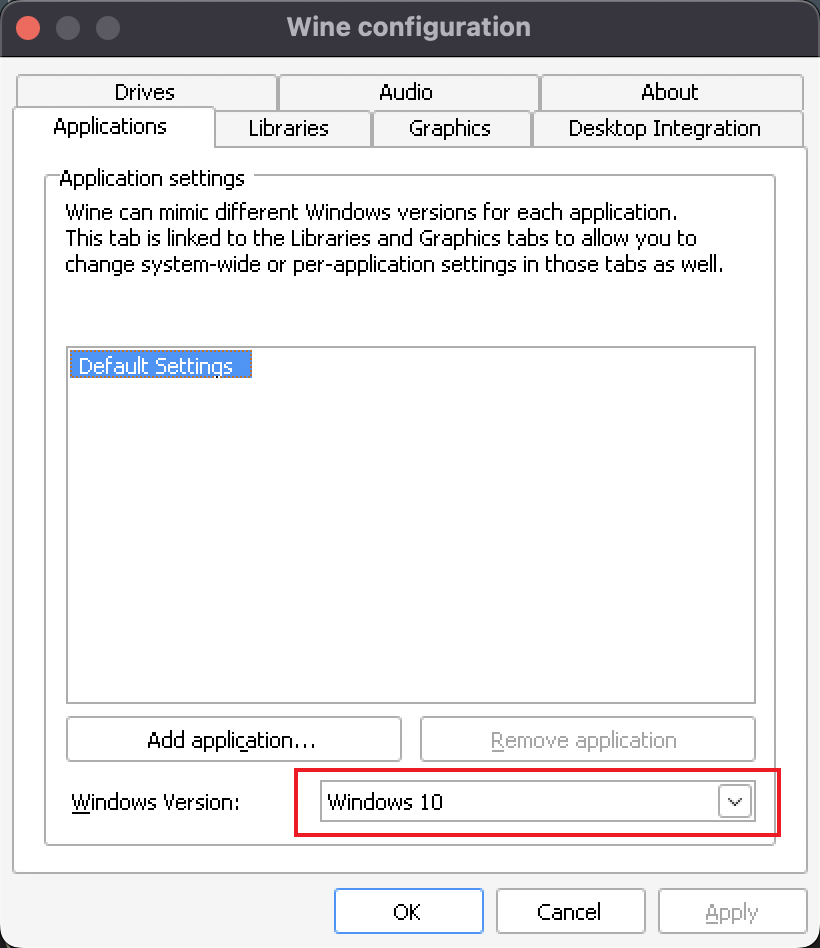 Wine configuration
Drives
Audio
About
Applications
Libraries
Graphics
Desktop Integration
Application settings
Wine can mimic different Windows versions for each application.
This tab is linked to the Libraries and Graphics tabs to allow you to
change system-wide or per-application settings in those tabs as well.
Default Settings
Add application...
Remove application
Windows Version:
Windows 10
OK
Cancel
Apply